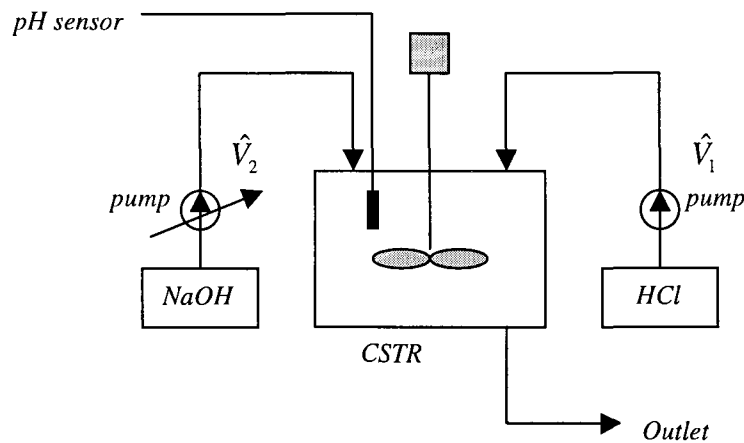 pH sensor
V̂₂
V̂₁
pump
pump
NaOH
HCl
CSTR
Outlet